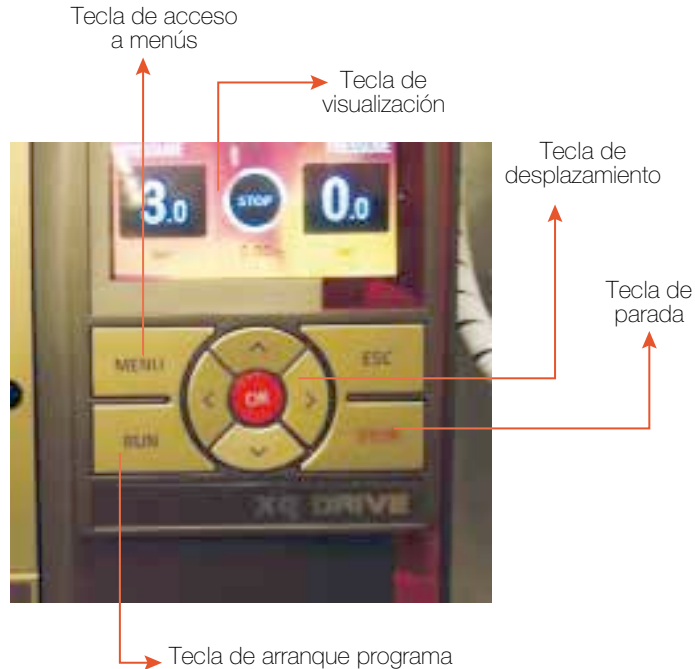 Tecla de acceso
a menús
Tecla de
visualización
Tecla de
desplazamiento
Tecla de
parada
3.0
STOP
0.0
MENU
ESC
OK
RUN
STOP
XQ DRIVE
Tecla de arranque programa